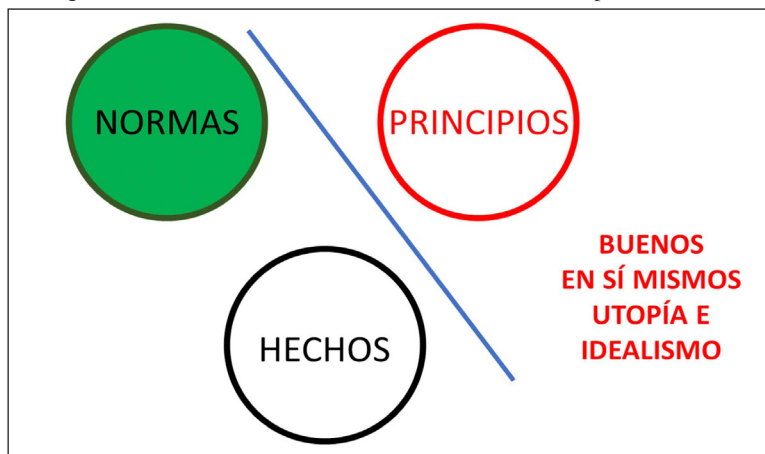 NORMAS
PRINCIPIOS
HECHOS
BUENOS
EN SÍ MISMOS
UTOPÍA E
IDEALISMO